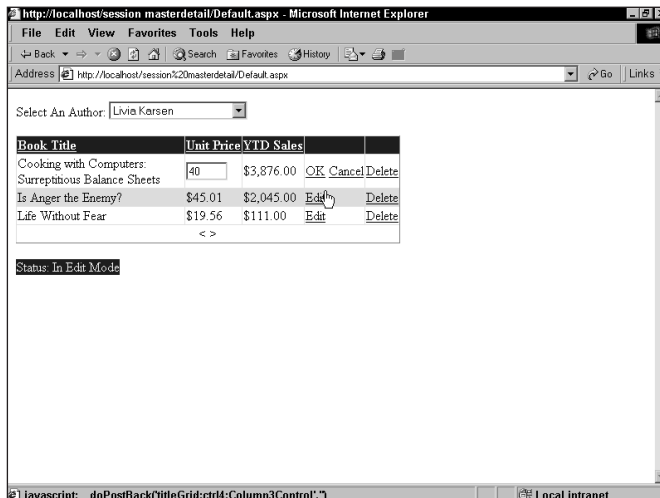 http://localhost/session masterdetail/Default.aspx - Microsoft Internet Explorer
File Edit View Favorites Tools Help
Back Search Favorites History
Address http://localhost/session%20masterdetail/Default.aspx Go Links
Select An Author: Livia Karsen
Book Title Unit Price YTD Sales
Cooking with Computers:
Surreptitious Balance Sheets 40 $3,876.00 OK Cancel Delete
Is Anger the Enemy? $45.01 $2,045.00 Edit Delete
Life Without Fear $19.56 $111.00 Edit Delete
< >
Status: In Edit Mode
javascript:__doPostBack('titleGrid:ctrl4:Column3Control','') Local intranet